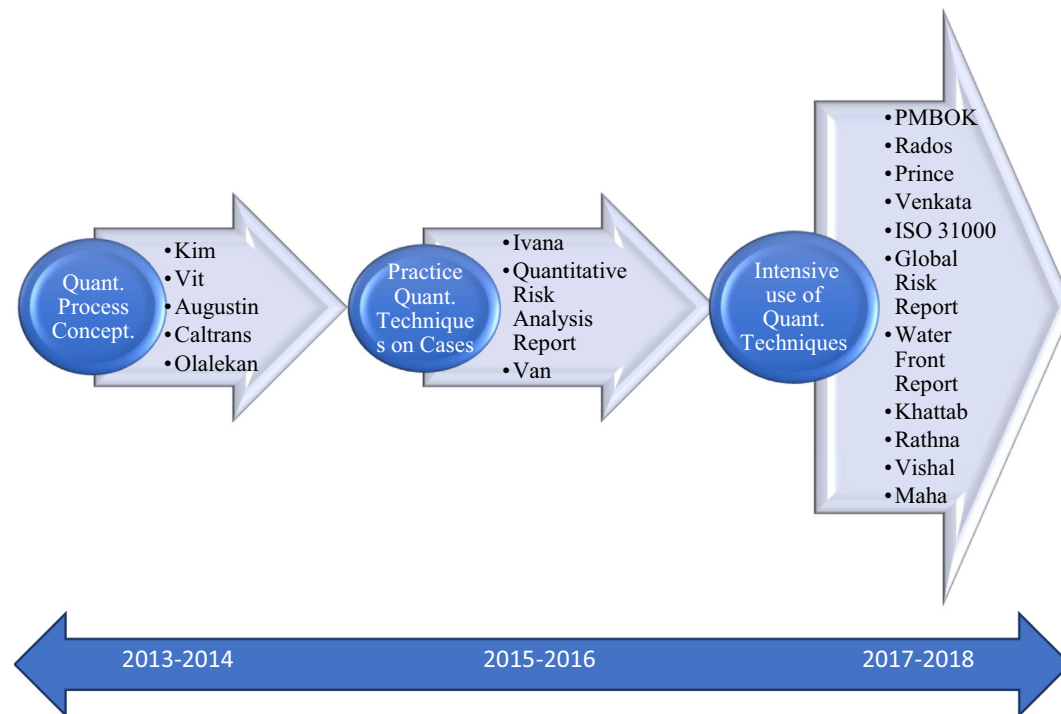 Quant.
Process
Concept.
•Kim
•Vit
•Augustin
•Caltrans
•Olalekan
Practice
Quant.
Technique
s on Cases
•Ivana
•Quantitative
Risk
Analysis
Report
•Van
Intensive
use of
Quant.
Techniques
•PMBOK
•Rados
•Prince
•Venkata
•ISO 31000
•Global
Risk
Report
•Water
Front
Report
•Khattab
•Rathna
•Vishal
•Maha
2013-2014
2015-2016
2017-2018